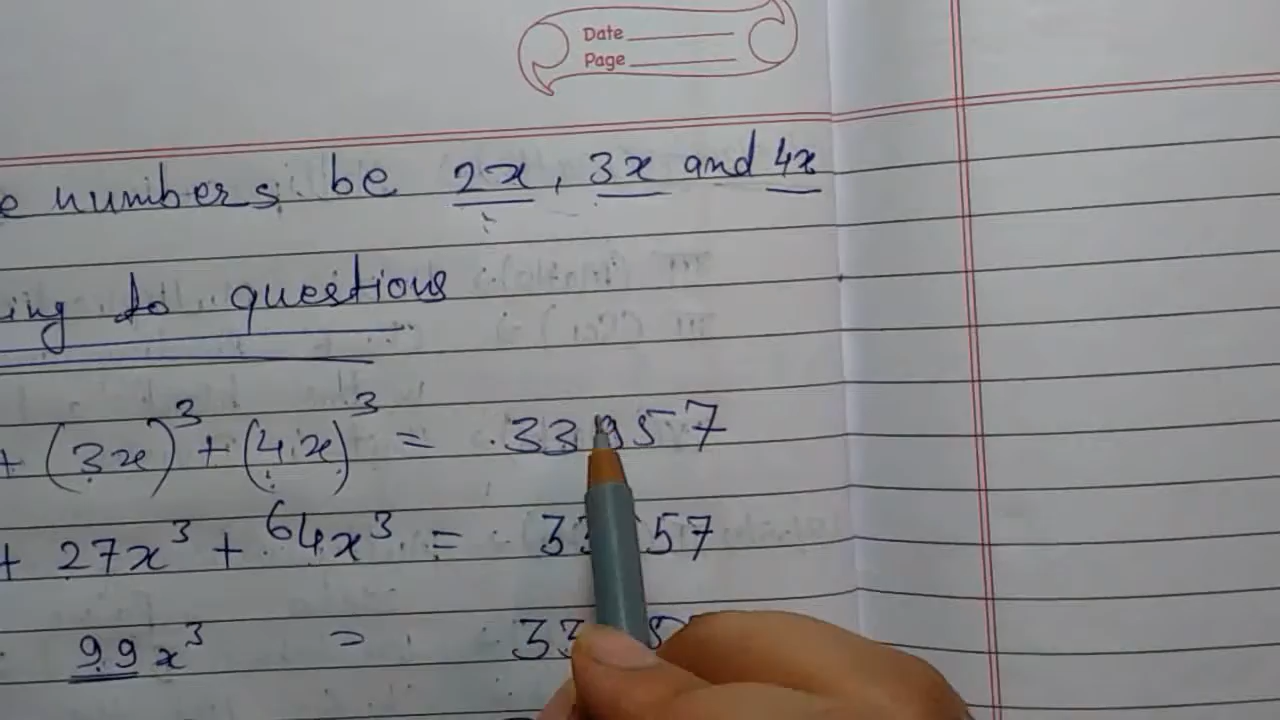 Date
Page
e numbers be 2x, 3x and 4x
ing to questions
+ (3x)³ + (4x)³ = 33957
+ 27x³ + 64x³ = 33 57
99x³ = 33 5